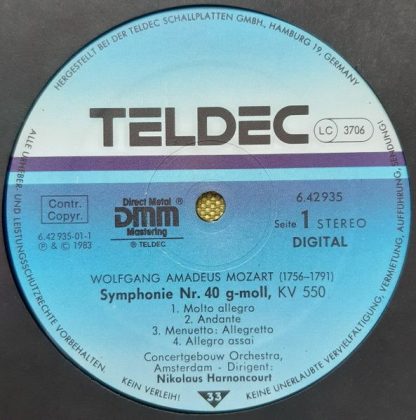 HERGESTELLT BEI DER TELDEC SCHALLPLATTEN GMBH, HAMBURG 19, GERMANY
TELDEC
LC 3706
Contr.
Copyr.
6.42935-01-1
Ⓟ & © 1983
Direct Metal ®
DMM
Mastering
® TELDEC
6.42935
Seite 1 STEREO
DIGITAL
WOLFGANG AMADEUS MOZART (1756–1791)
Symphonie Nr. 40 g-moll, KV 550
1. Molto allegro
2. Andante
3. Menuetto: Allegretto
4. Allegro assai
Concertgebouw Orchestra,
Amsterdam - Dirigent:
Nikolaus Harnoncourt
33
ALLE URHEBER- UND LEISTUNGSSCHUTZRECHTE VORBEHALTEN.
KEIN VERLEIH! KEINE UNERLAUBTE VERVIELFÄLTIGUNG, VERMIETUNG, AUFFÜHRUNG, SENDUNG!